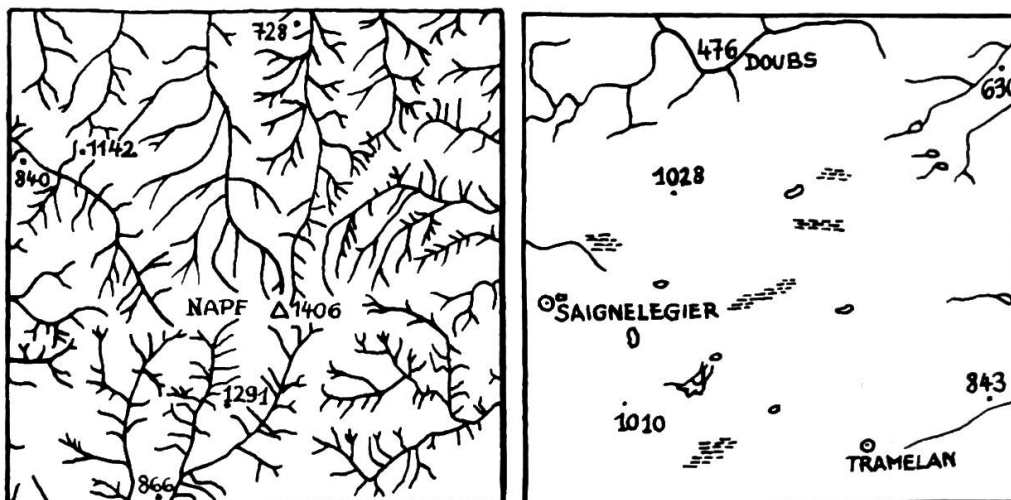 728
1142
840
NAPF 1406
1291
866
476 DOUBS
630
1028
SAIGNELEGIER
1010
843
TRAMELAN